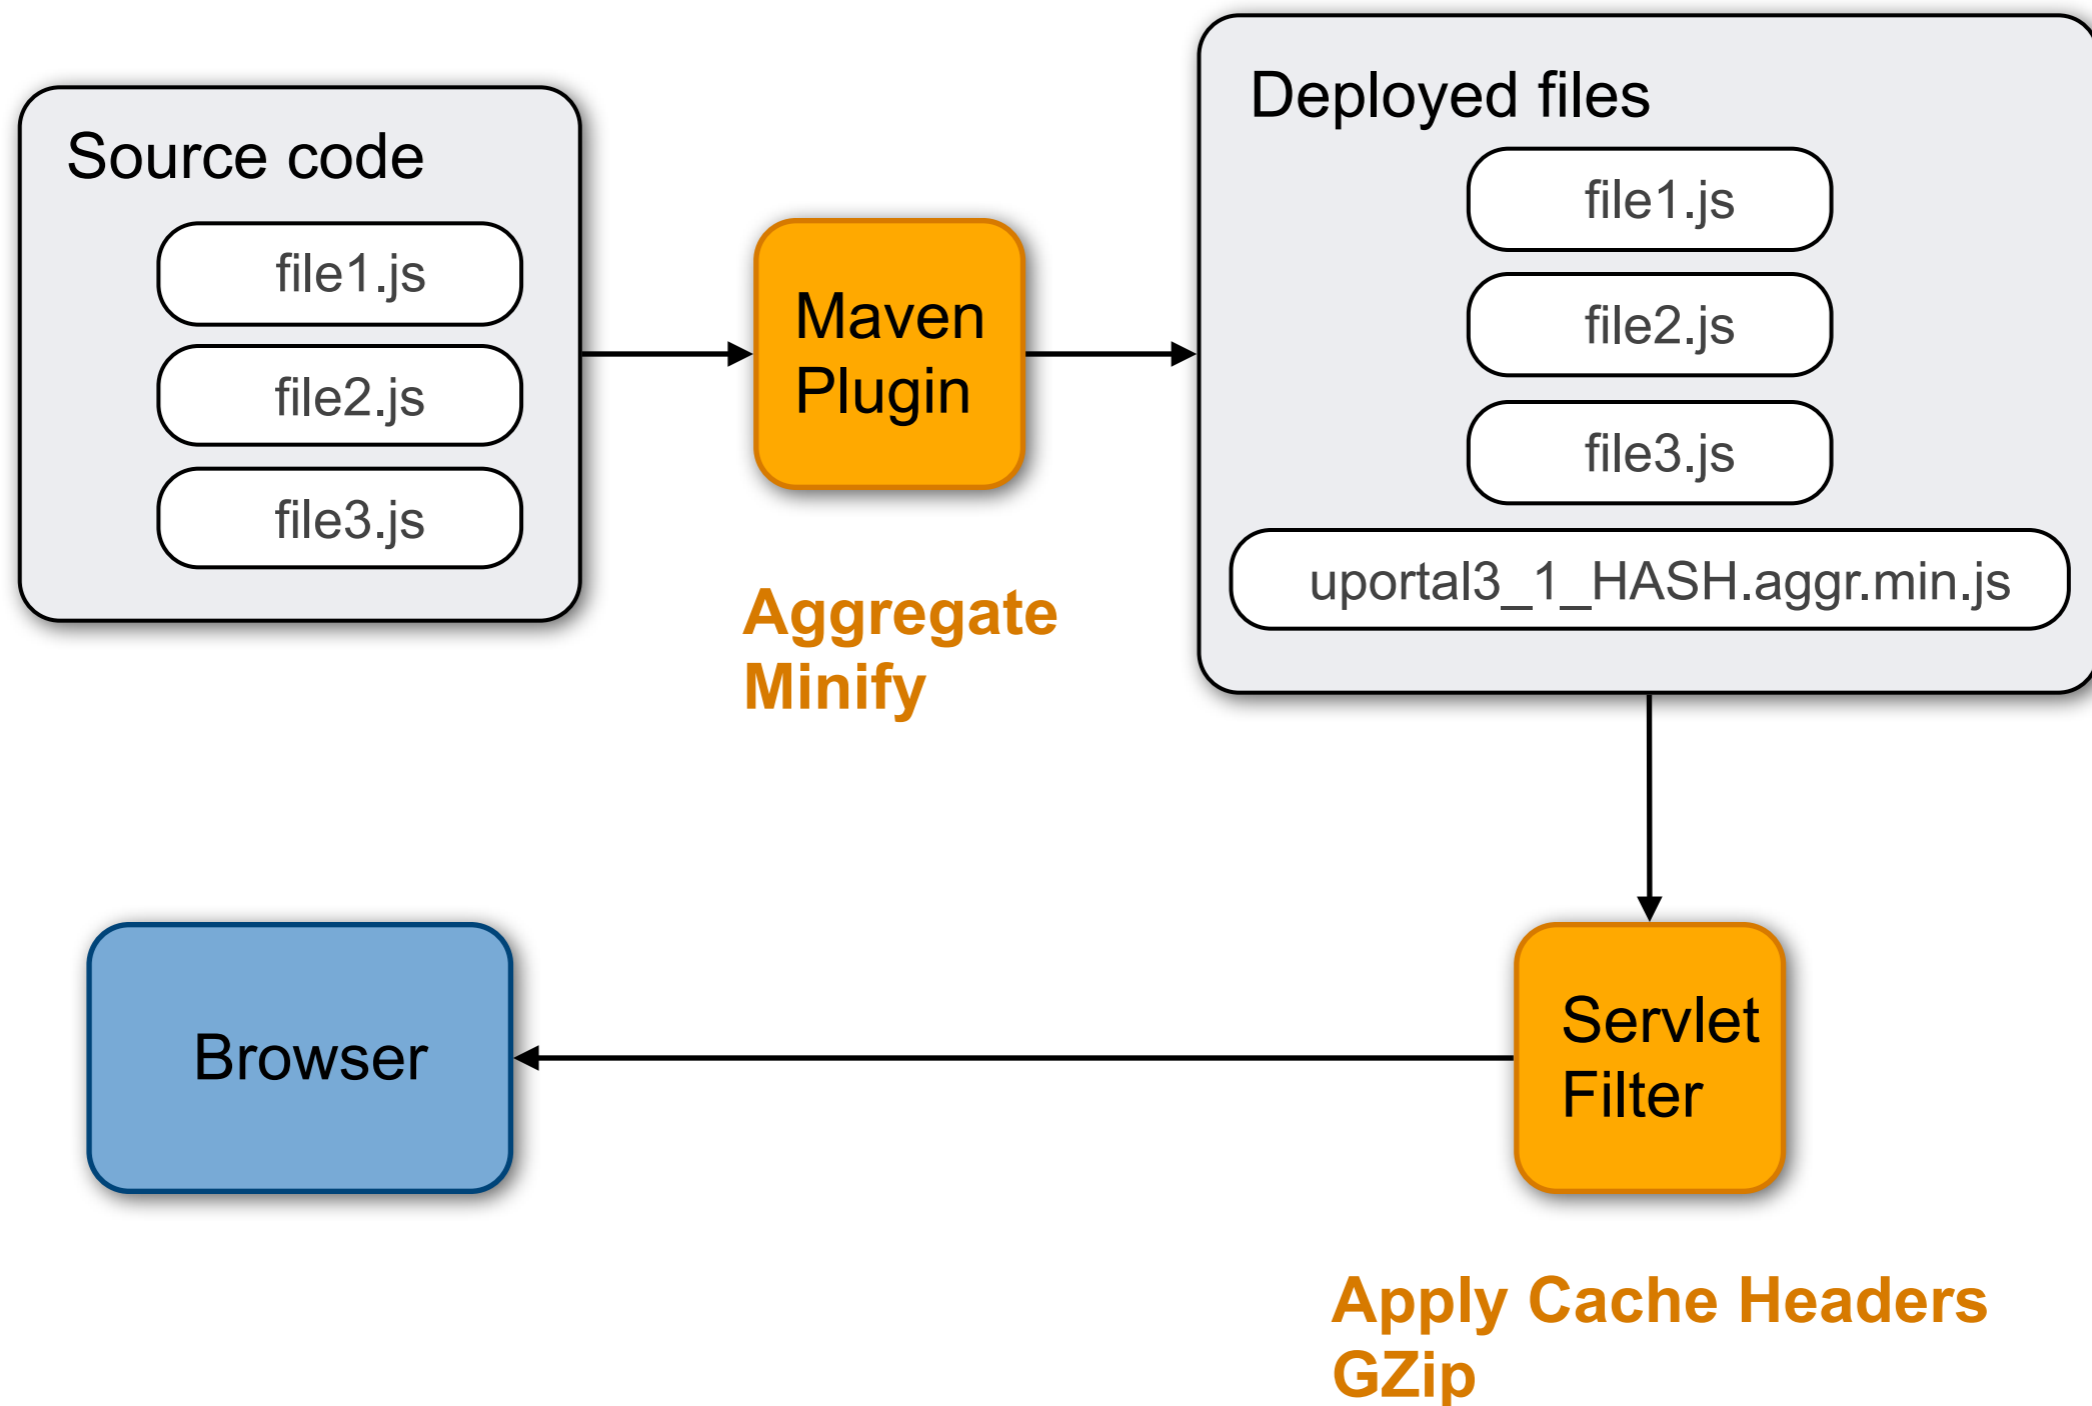 Source code
file1.js
file2.js
file3.js
Maven
Plugin
Aggregate
Minify
Deployed files
file1.js
file2.js
file3.js
uportal3_1_HASH.aggr.min.js
Servlet
Filter
Apply Cache Headers
GZip
Browser